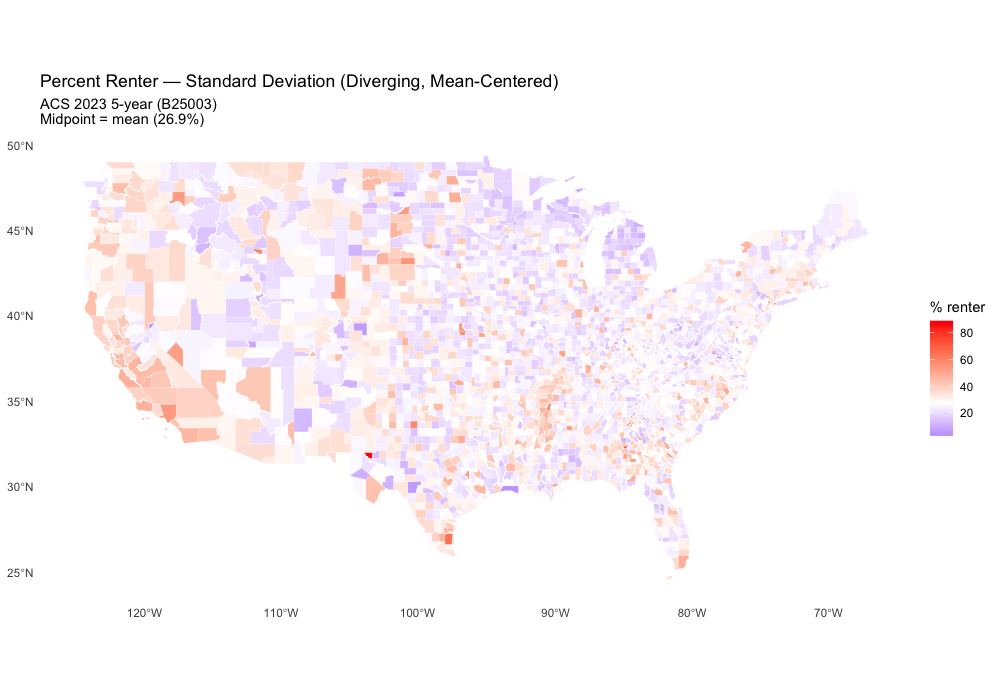 Percent Renter — Standard Deviation (Diverging, Mean-Centered)
ACS 2023 5-year (B25003)
Midpoint = mean (26.9%)
50°N
45°N
40°N
35°N
30°N
25°N
120°W
110°W
100°W
90°W
80°W
70°W
% renter
80
60
40
20